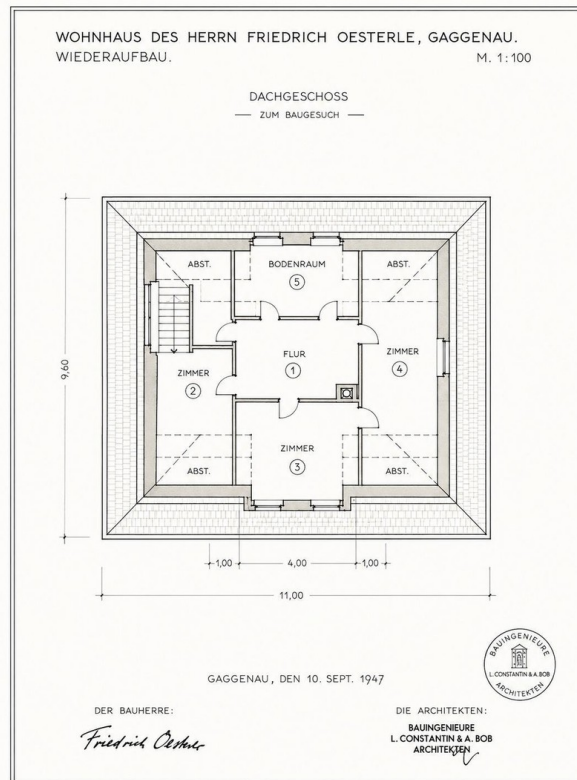 WOHNHAUS DES HERRN FRIEDRICH OESTERLE, GAGGENAU.
WIEDERAUFBAU.
M. 1:100
DACHGESCHOSS
ZUM BAUGESUCH
ABST.
BODENRAUM
5
ABST.
FLUR
1
ZIMMER
2
ZIMMER
4
ZIMMER
3
ABST.
ABST.
9,60
1,00
4,00
1,00
11,00
GAGGENAU, DEN 10. SEPT. 1947
BAUINGENIEURE
L. CONSTANTIN & A. BOB
ARCHITEKTEN
DER BAUHERRE:
Friedrich Oesterle
DIE ARCHITEKTEN:
BAUINGENIEURE
L. CONSTANTIN & A. BOB
ARCHITEKTEN